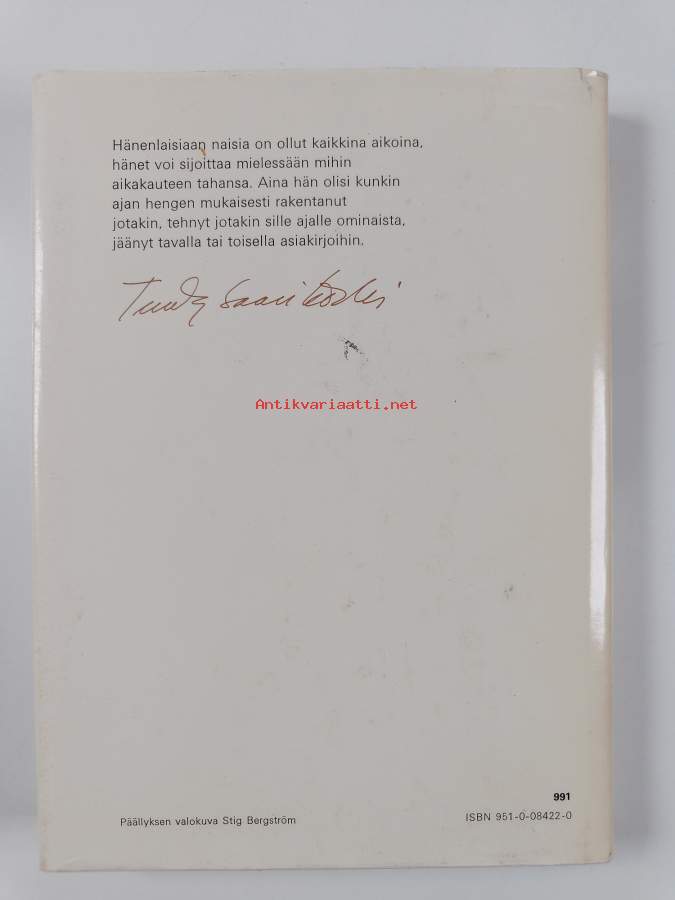 Hänenlaisiaan naisia on ollut kaikkina aikoina,
hänet voi sijoittaa mielessään mihin
aikakauteen tahansa. Aina hän olisi kunkin
ajan hengen mukaisesti rakentanut
jotakin, tehnyt jotakin sille ajalle ominaista,
jäänyt tavalla tai toisella asiakirjoihin.
Tuula Saarikoski
Antikvariaatti.net
991
Päällyksen valokuva Stig Bergström
ISBN 951-0-08422-0